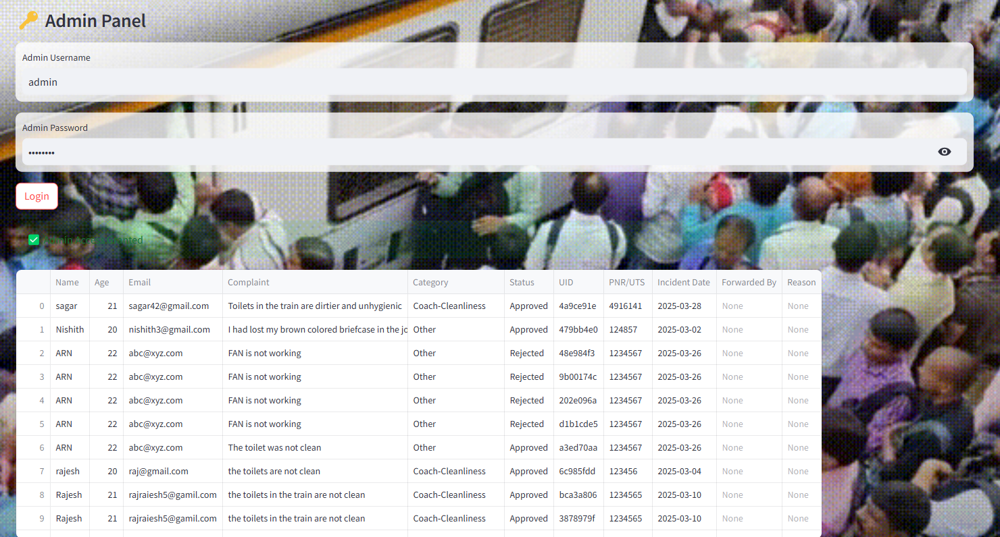 Admin Panel
Admin Username
admin
Admin Password
••••••••
Login
Admin Access Granted
Name Age Email Complaint Category Status UID PNR/UTS Incident Date Forwarded By Reason
0 sagar 21 sagar42@gmail.com Toilets in the train are dirtier and unhygienic Coach-Cleanliness Approved 4a9ce91e 4916141 2025-03-28 None None
1 Nishith 20 nishith3@gmail.com I had lost my brown colored briefcase in the jo Other Approved 479bb4e0 124857 2025-03-02 None None
2 ARN 22 abc@xyz.com FAN is not working Other Rejected 48e984f3 1234567 2025-03-26 None None
3 ARN 22 abc@xyz.com FAN is not working Other Rejected 9b00174c 1234567 2025-03-26 None None
4 ARN 22 abc@xyz.com FAN is not working Other Rejected 202e096a 1234567 2025-03-26 None None
5 ARN 22 abc@xyz.com FAN is not working Other Rejected d1b1cde5 1234567 2025-03-26 None None
6 ARN 22 abc@xyz.com The toilet was not clean Other Approved a3ed70aa 1234567 2025-03-26 None None
7 rajesh 20 raj@gmail.com the toilets are not clean Coach-Cleanliness Approved 6c985fdd 123456 2025-03-04 None None
8 Rajesh 21 rajraiesh5@gamil.com the toilets in the train are not clean Coach-Cleanliness Approved bca3a806 1234565 2025-03-10 None None
9 Rajesh 21 rajraiesh5@gamil.com the toilets in the train are not clean Coach-Cleanliness Approved 3878979f 1234565 2025-03-10 None None